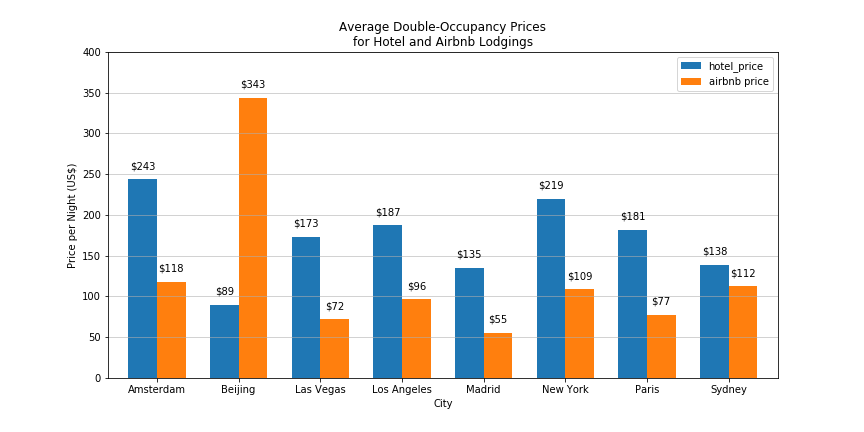 Average Double-Occupancy Prices
for Hotel and Airbnb Lodgings
hotel_price
airbnb price
Price per Night (US$)
400
350
300
250
200
150
100
50
0
$243
$118
$89
$343
$173
$72
$187
$96
$135
$55
$219
$109
$181
$77
$138
$112
Amsterdam
Beijing
Las Vegas
Los Angeles
Madrid
New York
Paris
Sydney
City